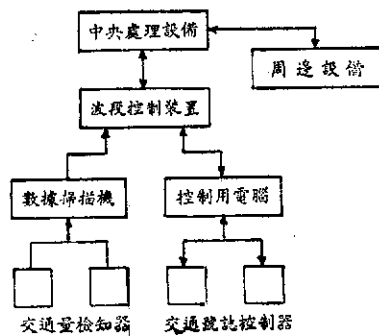 中央處理設備
周邊設備
波段控制裝置
數據掃描機
控制用電腦
交通量檢知器
交通號誌控制器